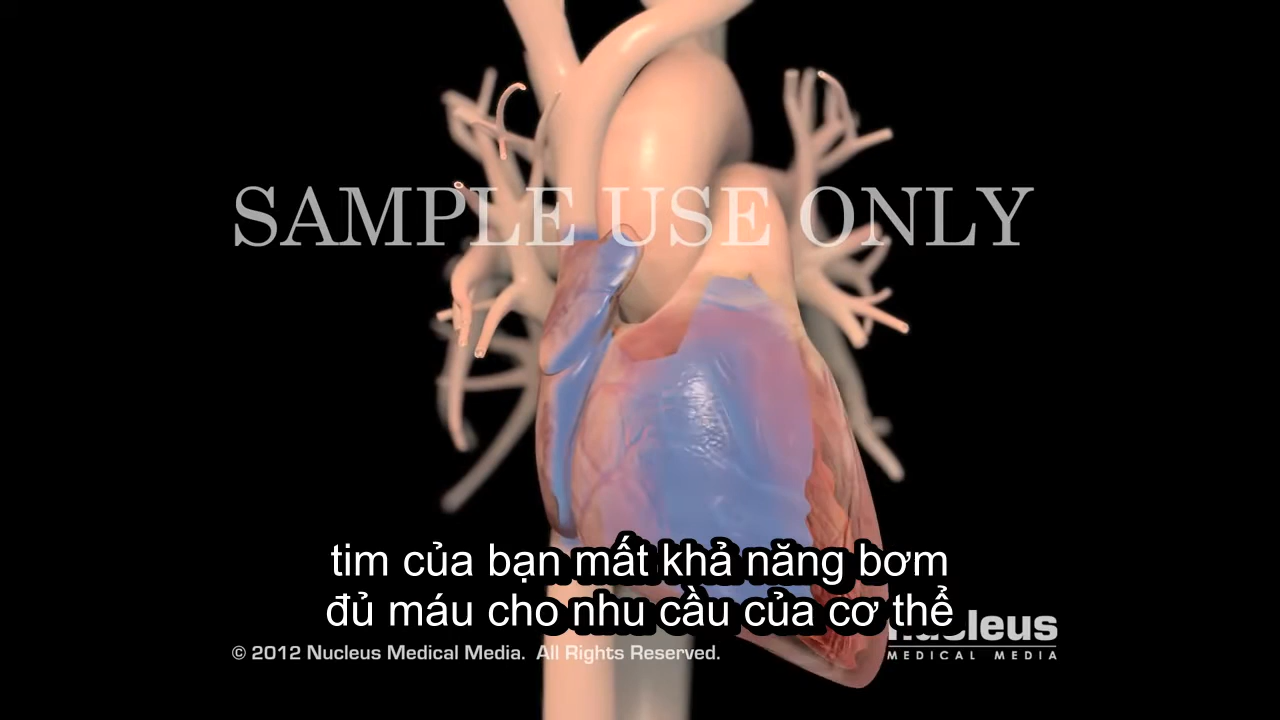 SAMPLE USE ONLY
tim của bạn mất khả năng bơm
đủ máu cho nhu cầu của cơ thể
nucleus
MEDICAL MEDIA
© 2012 Nucleus Medical Media. All Rights Reserved.